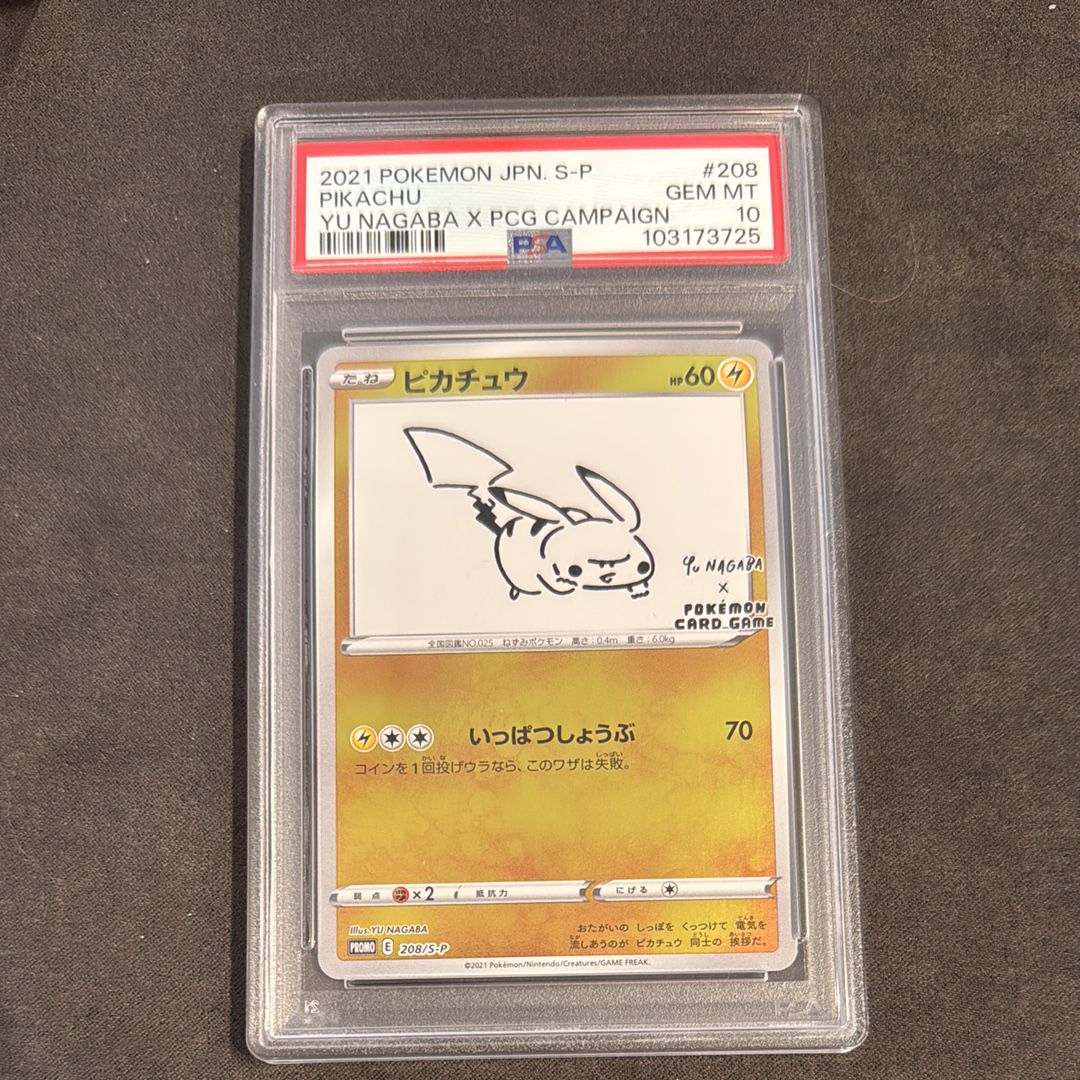 2021 POKEMON JPN. S-P #208
PIKACHU GEM MT
YU NAGABA X PCG CAMPAIGN 10
PSA 103173725
たね ピカチュウ HP60
YU NAGABA
X
POKÉMON
CARD GAME
全国図鑑NO.025 ねずみポケモン 高さ:0.4m 重さ:6.0kg
いっぱつしょうぶ 70
コインを1回投げウラなら、このワザは失敗。
弱点 ×2 抵抗力 にげる
Illus.YU NAGABA
おたがいの しっぽを くっつけて 電気を
流しあうのが ピカチュウ 同士の 挨拶だ。
PROMO E 208/S-P
©2021 Pokémon/Nintendo/Creatures/GAME FREAK.